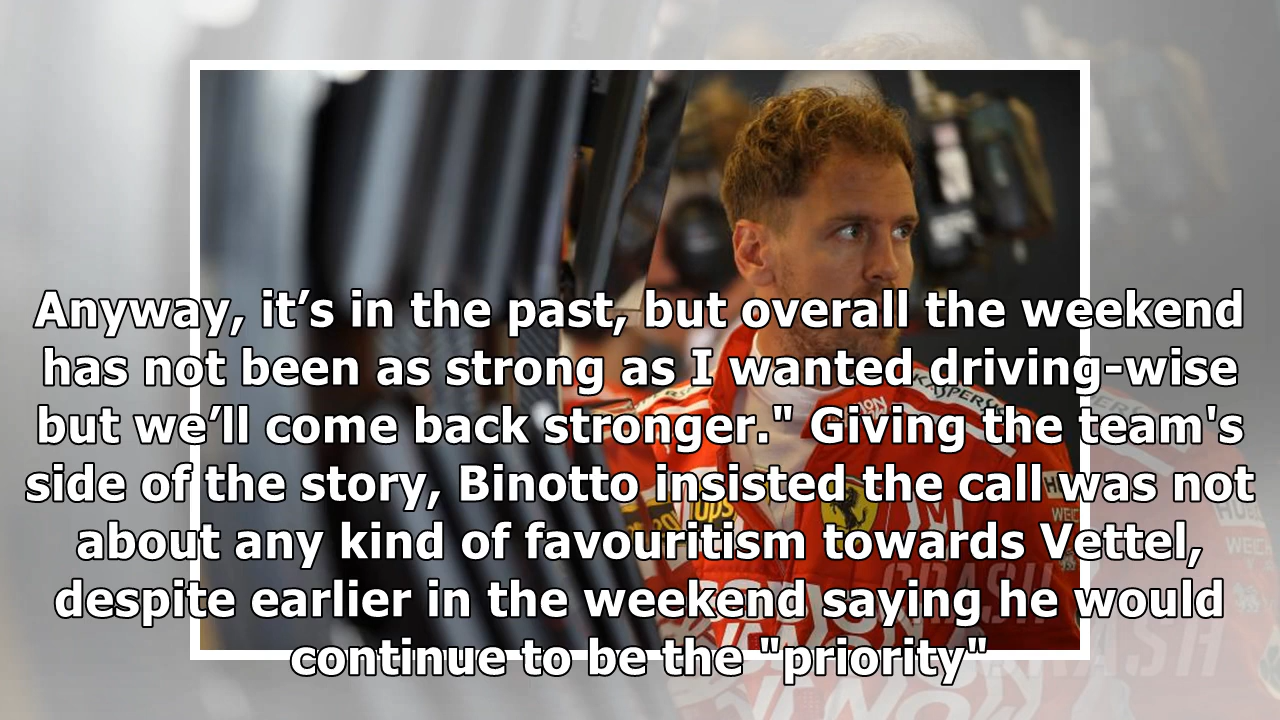 Anyway, it’s in the past, but overall the weekend
has not been as strong as I wanted driving-wise
but we’ll come back stronger." Giving the team's
side of the story, Binotto insisted the call was not
about any kind of favouritism towards Vettel,
despite earlier in the weekend saying he would
continue to be the "priority"
CRASH